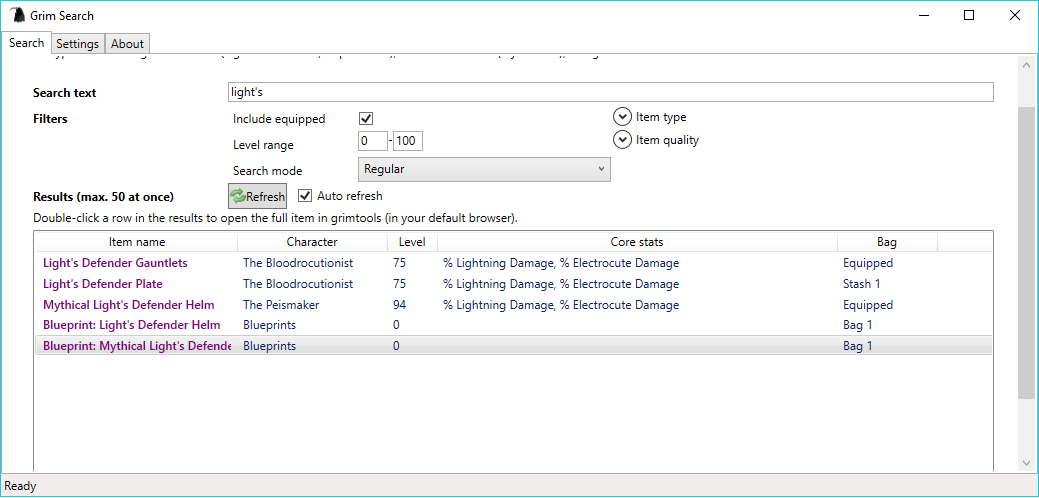 Grim Search
Search Settings About
Search text light's
Filters Include equipped Item type
Level range 0 - 100 Item quality
Search mode Regular
Results (max. 50 at once) Refresh Auto refresh
Double-click a row in the results to open the full item in grimtools (in your default browser).
Item name Character Level Core stats Bag
Light's Defender Gauntlets The Bloodrocutionist 75 % Lightning Damage, % Electrocute Damage Equipped
Light's Defender Plate The Bloodrocutionist 75 % Lightning Damage, % Electrocute Damage Stash 1
Mythical Light's Defender Helm The Peismaker 94 % Lightning Damage, % Electrocute Damage Equipped
Blueprint: Light's Defender Helm Blueprints 0 Bag 1
Blueprint: Mythical Light's Defende Blueprints 0 Bag 1
Ready